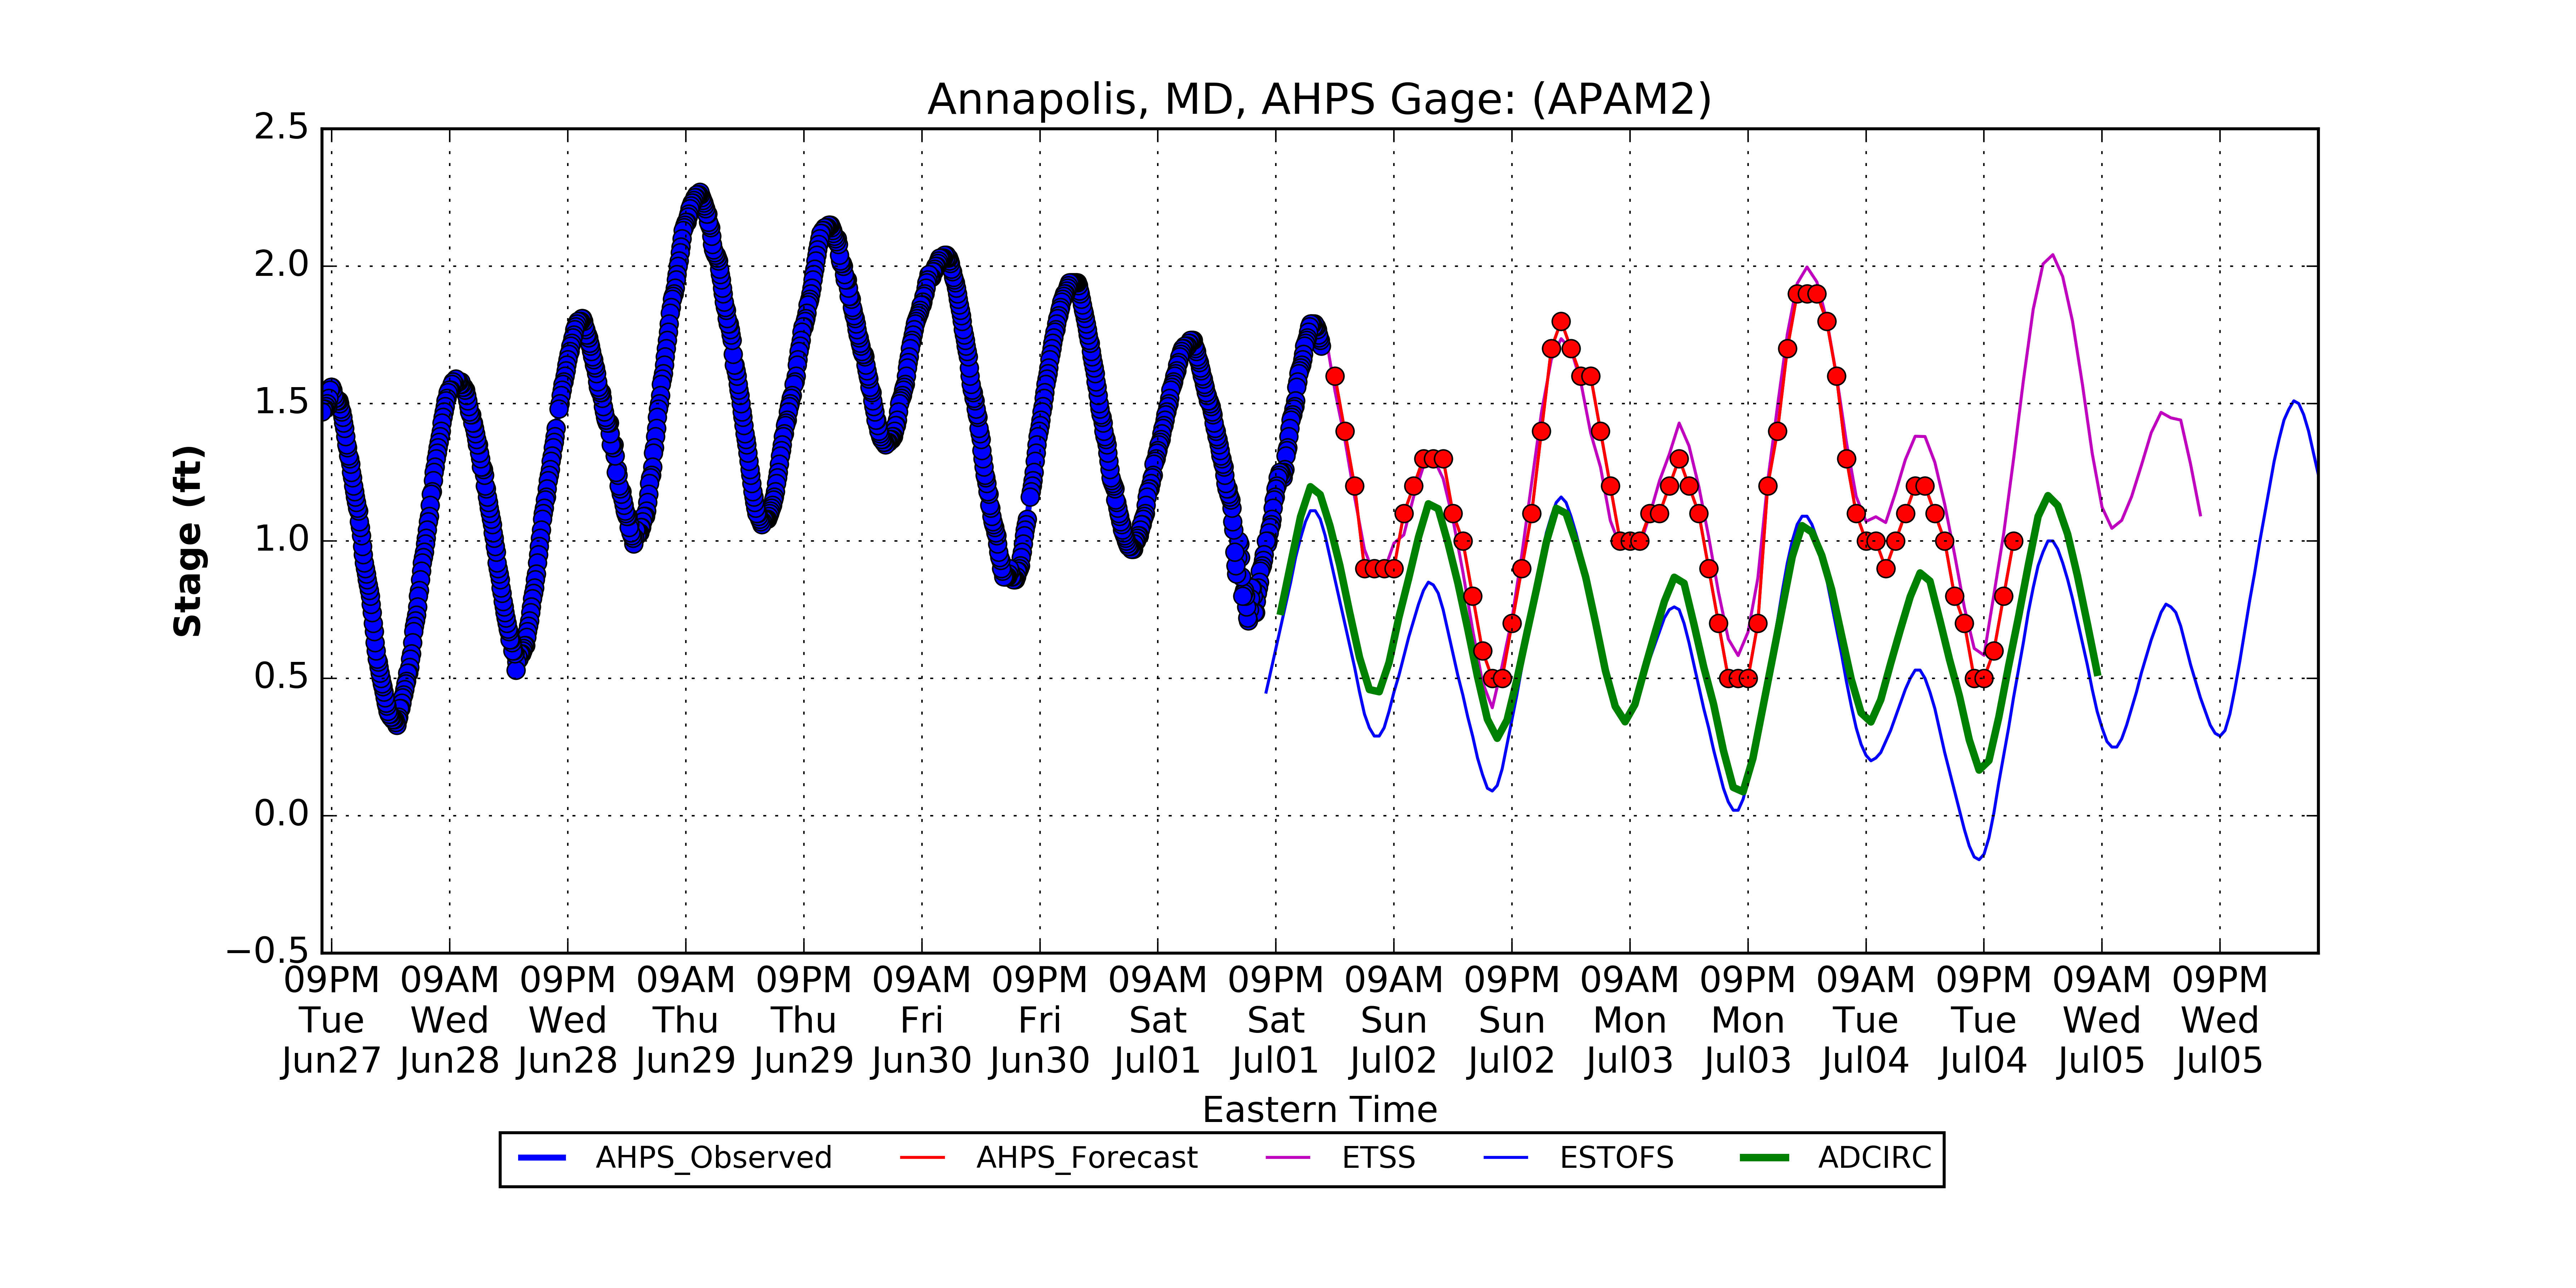 Annapolis, MD, AHPS Gage: (APAM2)
2.5
2.0
1.5
1.0
0.5
0.0
−0.5
Stage (ft)
09PM 09AM 09PM 09AM 09PM 09AM 09PM 09AM 09PM 09AM 09PM 09AM 09PM 09AM 09PM 09AM 09PM
Tue Wed Wed Thu Thu Fri Fri Sat Sat Sun Sun Mon Mon Tue Tue Wed Wed
Jun27 Jun28 Jun28 Jun29 Jun29 Jun30 Jun30 Jul01 Jul01 Jul02 Jul02 Jul03 Jul03 Jul04 Jul04 Jul05 Jul05
Eastern Time
AHPS_Observed AHPS_Forecast ETSS ESTOFS ADCIRC